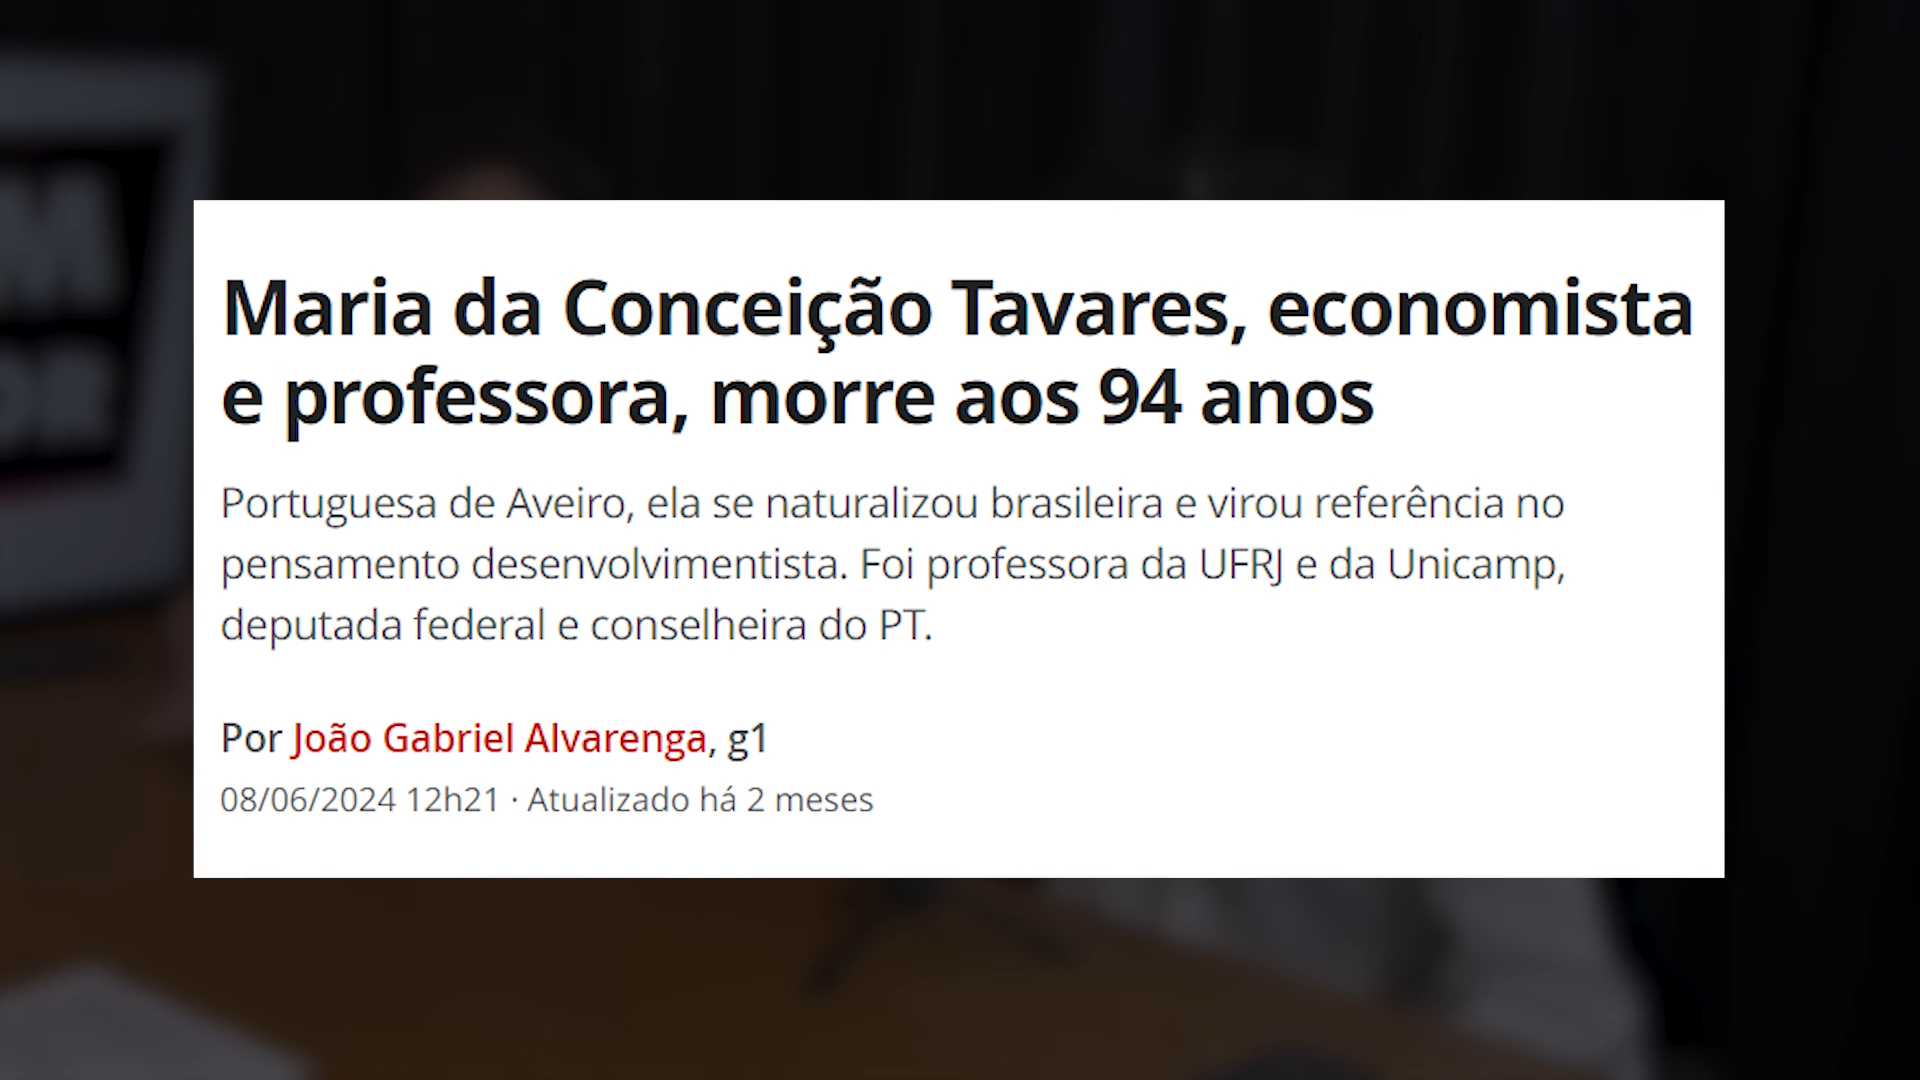 Maria da Conceição Tavares, economista
e professora, morre aos 94 anos
Portuguesa de Aveiro, ela se naturalizou brasileira e virou referência no
pensamento desenvolvimentista. Foi professora da UFRJ e da Unicamp,
deputada federal e conselheira do PT.
Por João Gabriel Alvarenga, g1
08/06/2024 12h21 · Atualizado há 2 meses